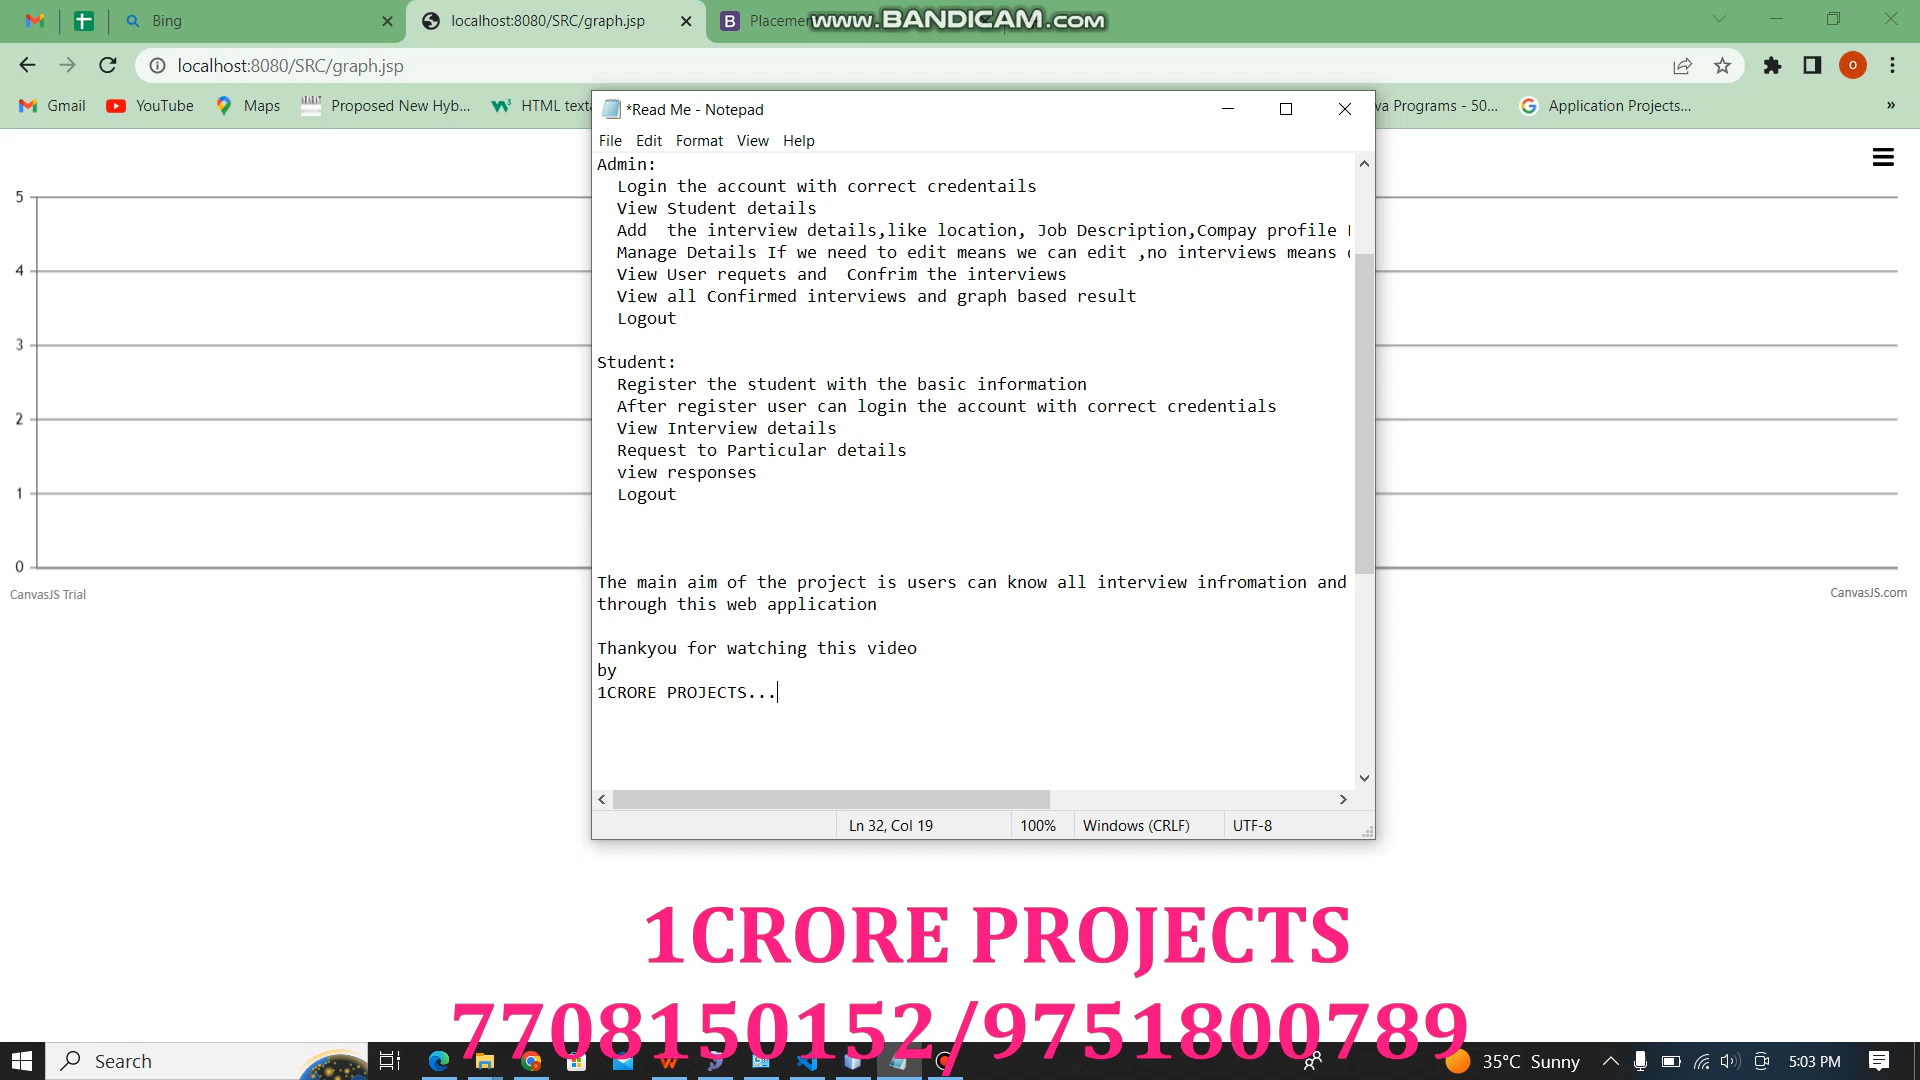 Bing
localhost:8080/SRC/graph.jsp
WWW.BANDICAM.COM
localhost:8080/SRC/graph.jsp
O
Gmail
YouTube
Maps
Proposed New Hyb...
HTML texta
va Programs - 50...
Application Projects...
»
*Read Me - Notepad
File Edit Format View Help
Admin:
Login the account with correct credentails
View Student details
Add the interview details,like location, Job Description,Compay profile
Manage Details If we need to edit means we can edit ,no interviews means
View User requets and Confrim the interviews
View all Confirmed interviews and graph based result
Logout
Student:
Register the student with the basic information
After register user can login the account with correct credentials
View Interview details
Request to Particular details
view responses
Logout
The main aim of the project is users can know all interview infromation and
through this web application
Thankyou for watching this video
by
1CRORE PROJECTS...
Ln 32, Col 19
100%
Windows (CRLF)
UTF-8
5
4
3
2
1
0
CanvasJS Trial
CanvasJS.com
1CRORE PROJECTS
7708150152/9751800789
Search
35°C Sunny
5:03 PM